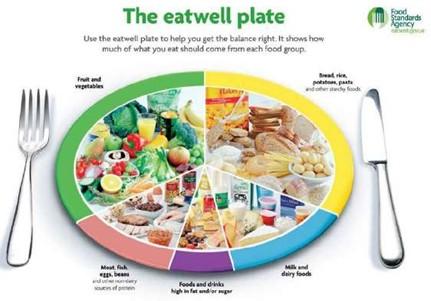 The eatwell plate
Food
Standards
Agency
eatwell.gov.uk
Use the eatwell plate to help you get the balance right. It shows how
much of what you eat should come from each food group.
Fruit and
vegetables
Bread, rice,
potatoes, pasta
and other starchy foods
Meat, fish,
eggs, beans
and other non-dairy
sources of protein
Foods and drinks
high in fat and/or sugar
Milk and
dairy foods